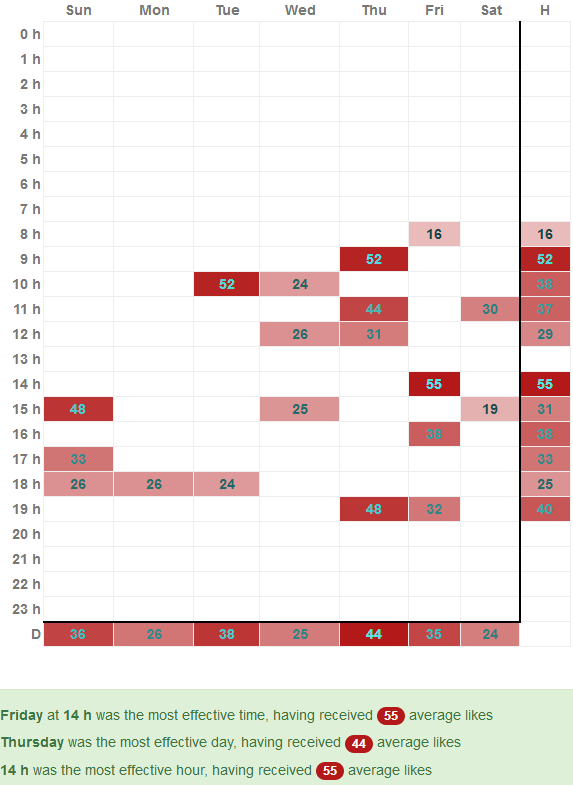 Sun Mon Tue Wed Thu Fri Sat H
0 h
1 h
2 h
3 h
4 h
5 h
6 h
7 h
8 h 16 16
9 h 52 52
10 h 52 24 38
11 h 44 30 37
12 h 26 31 29
13 h
14 h 55 55
15 h 48 25 19 31
16 h 38 38
17 h 33 33
18 h 26 26 24 25
19 h 48 32 40
20 h
21 h
22 h
23 h
D 36 26 38 25 44 35 24
Friday at 14 h was the most effective time, having received 55 average likes
Thursday was the most effective day, having received 44 average likes
14 h was the most effective hour, having received 55 average likes